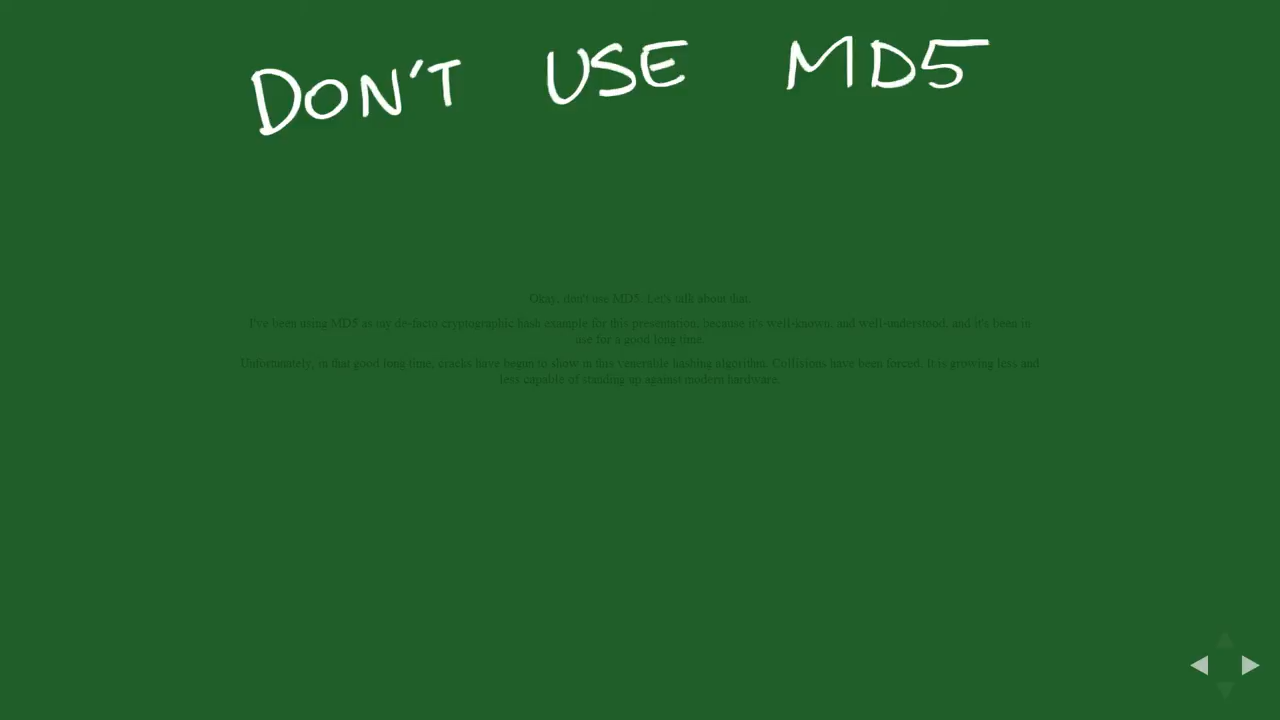 DON'T USE MD5
Okay, don't use MD5. Let's talk about that.
I've been using MD5 as my de-facto cryptographic hash example for this presentation, because it's well-known, and well-understood, and it's been in
use for a good long time.
Unfortunately, in that good long time, cracks have begun to show in this venerable hashing algorithm. Collisions have been forced. It is growing less and
less capable of standing up against modern hardware.